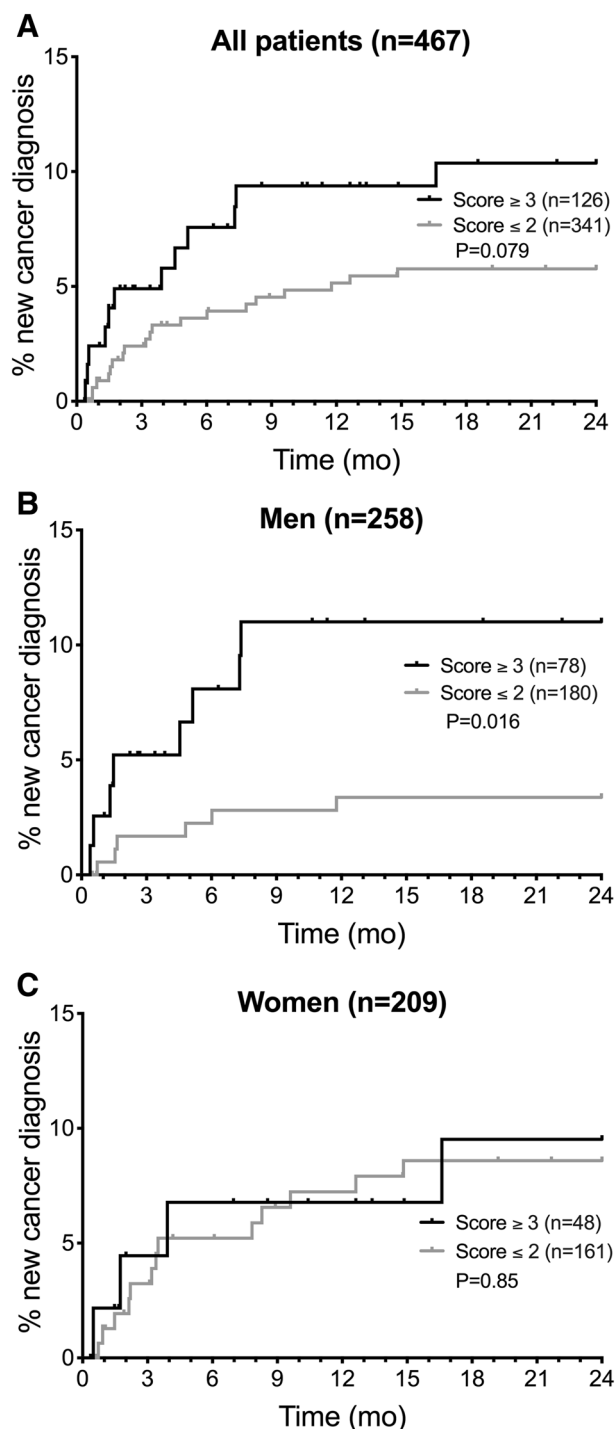 A
All patients (n=467)
15
10
5
0
% new cancer diagnosis
Score ≥ 3 (n=126)
Score ≤ 2 (n=341)
P=0.079
0 3 6 9 12 15 18 21 24
Time (mo)
B
Men (n=258)
15
10
5
0
% new cancer diagnosis
Score ≥ 3 (n=78)
Score ≤ 2 (n=180)
P=0.016
0 3 6 9 12 15 18 21 24
Time (mo)
C
Women (n=209)
15
10
5
0
% new cancer diagnosis
Score ≥ 3 (n=48)
Score ≤ 2 (n=161)
P=0.85
0 3 6 9 12 15 18 21 24
Time (mo)